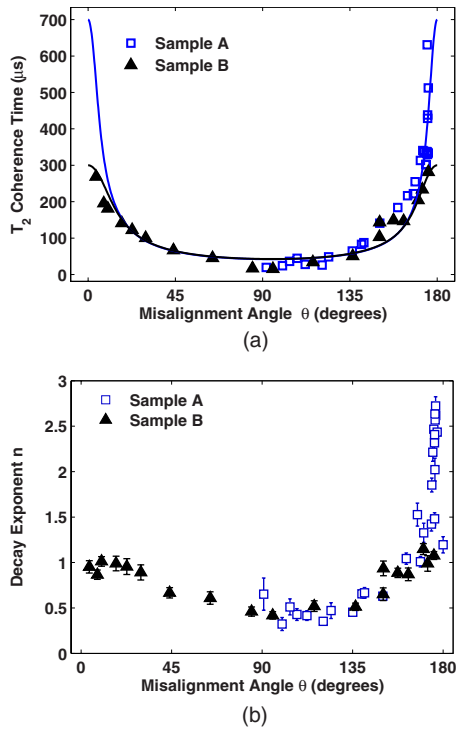 700
600
500
400
300
200
100
0
T2 Coherence Time (μs)
Sample A
Sample B
0 45 90 135 180
Misalignment Angle θ (degrees)
(a)
3
2.5
2
1.5
1
0.5
0
Decay Exponent n
Sample A
Sample B
0 45 90 135 180
Misalignment Angle θ (degrees)
(b)